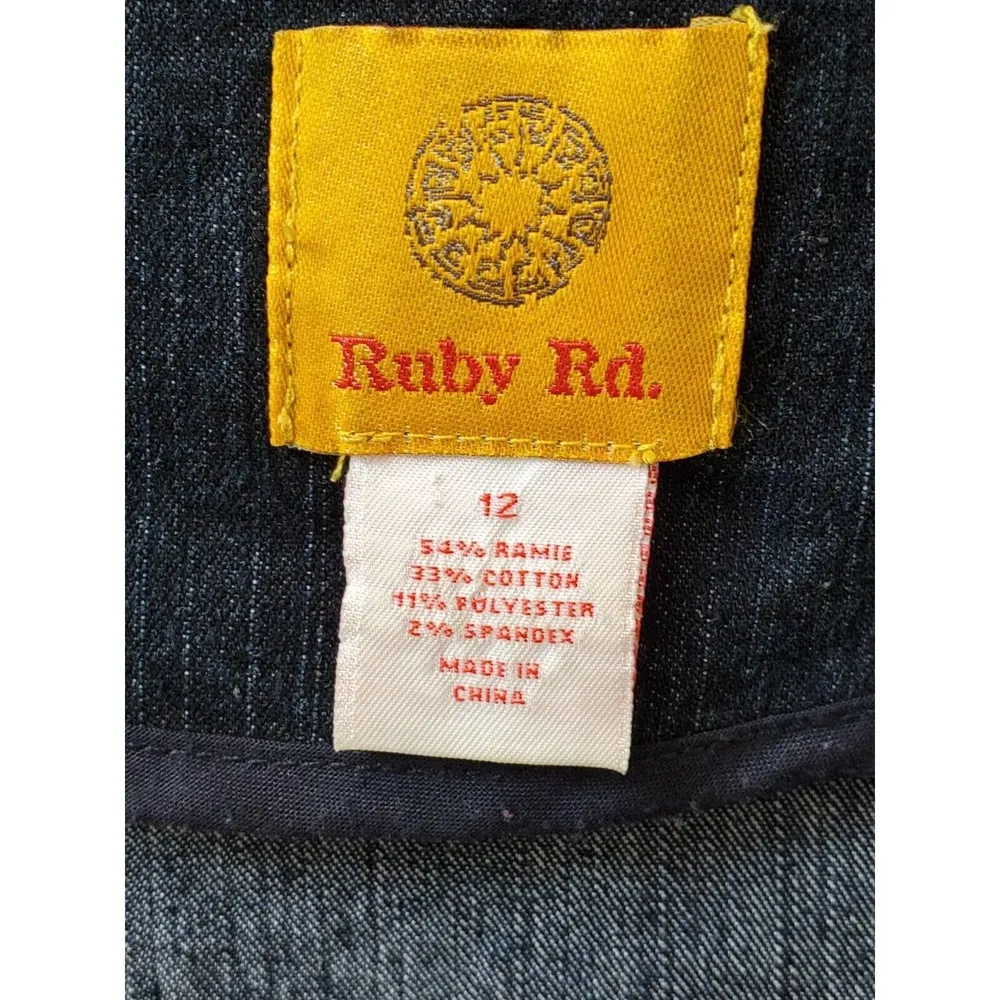 Ruby Rd.
12
54% RAMIE
33% COTTON
11% POLYESTER
2% SPANDEX
MADE IN
CHINA